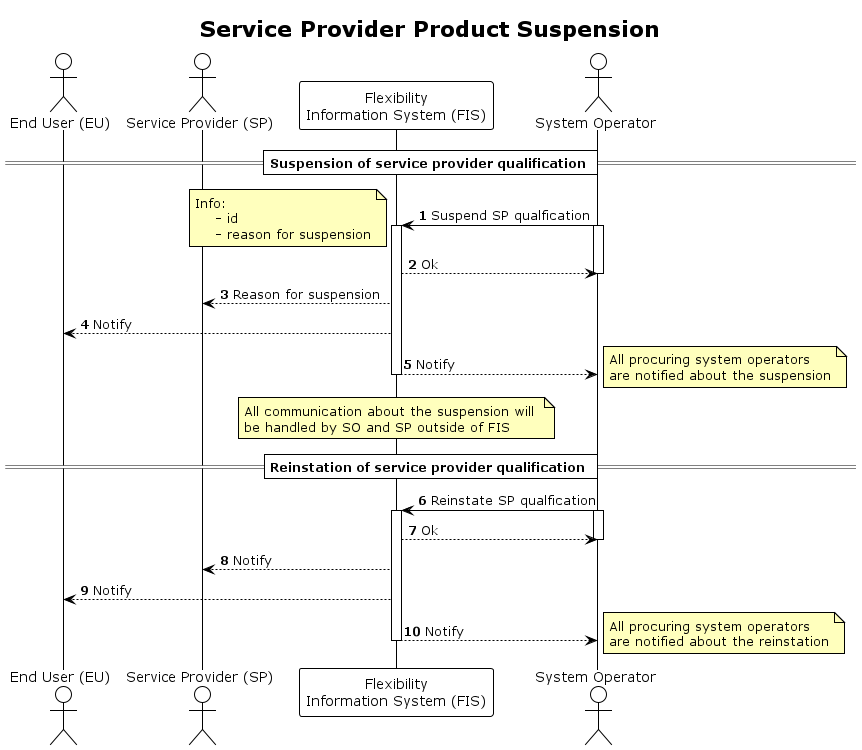 Service Provider Product Suspension
End User (EU)
Service Provider (SP)
Flexibility
Information System (FIS)
System Operator
Suspension of service provider qualification
Info:
- id
- reason for suspension
1 Suspend SP qualfication
2 Ok
3 Reason for suspension
4 Notify
5 Notify
All procuring system operators
are notified about the suspension
All communication about the suspension will
be handled by SO and SP outside of FIS
Reinstation of service provider qualification
6 Reinstate SP qualfication
7 Ok
8 Notify
9 Notify
10 Notify
All procuring system operators
are notified about the reinstation
End User (EU)
Service Provider (SP)
Flexibility
Information System (FIS)
System Operator